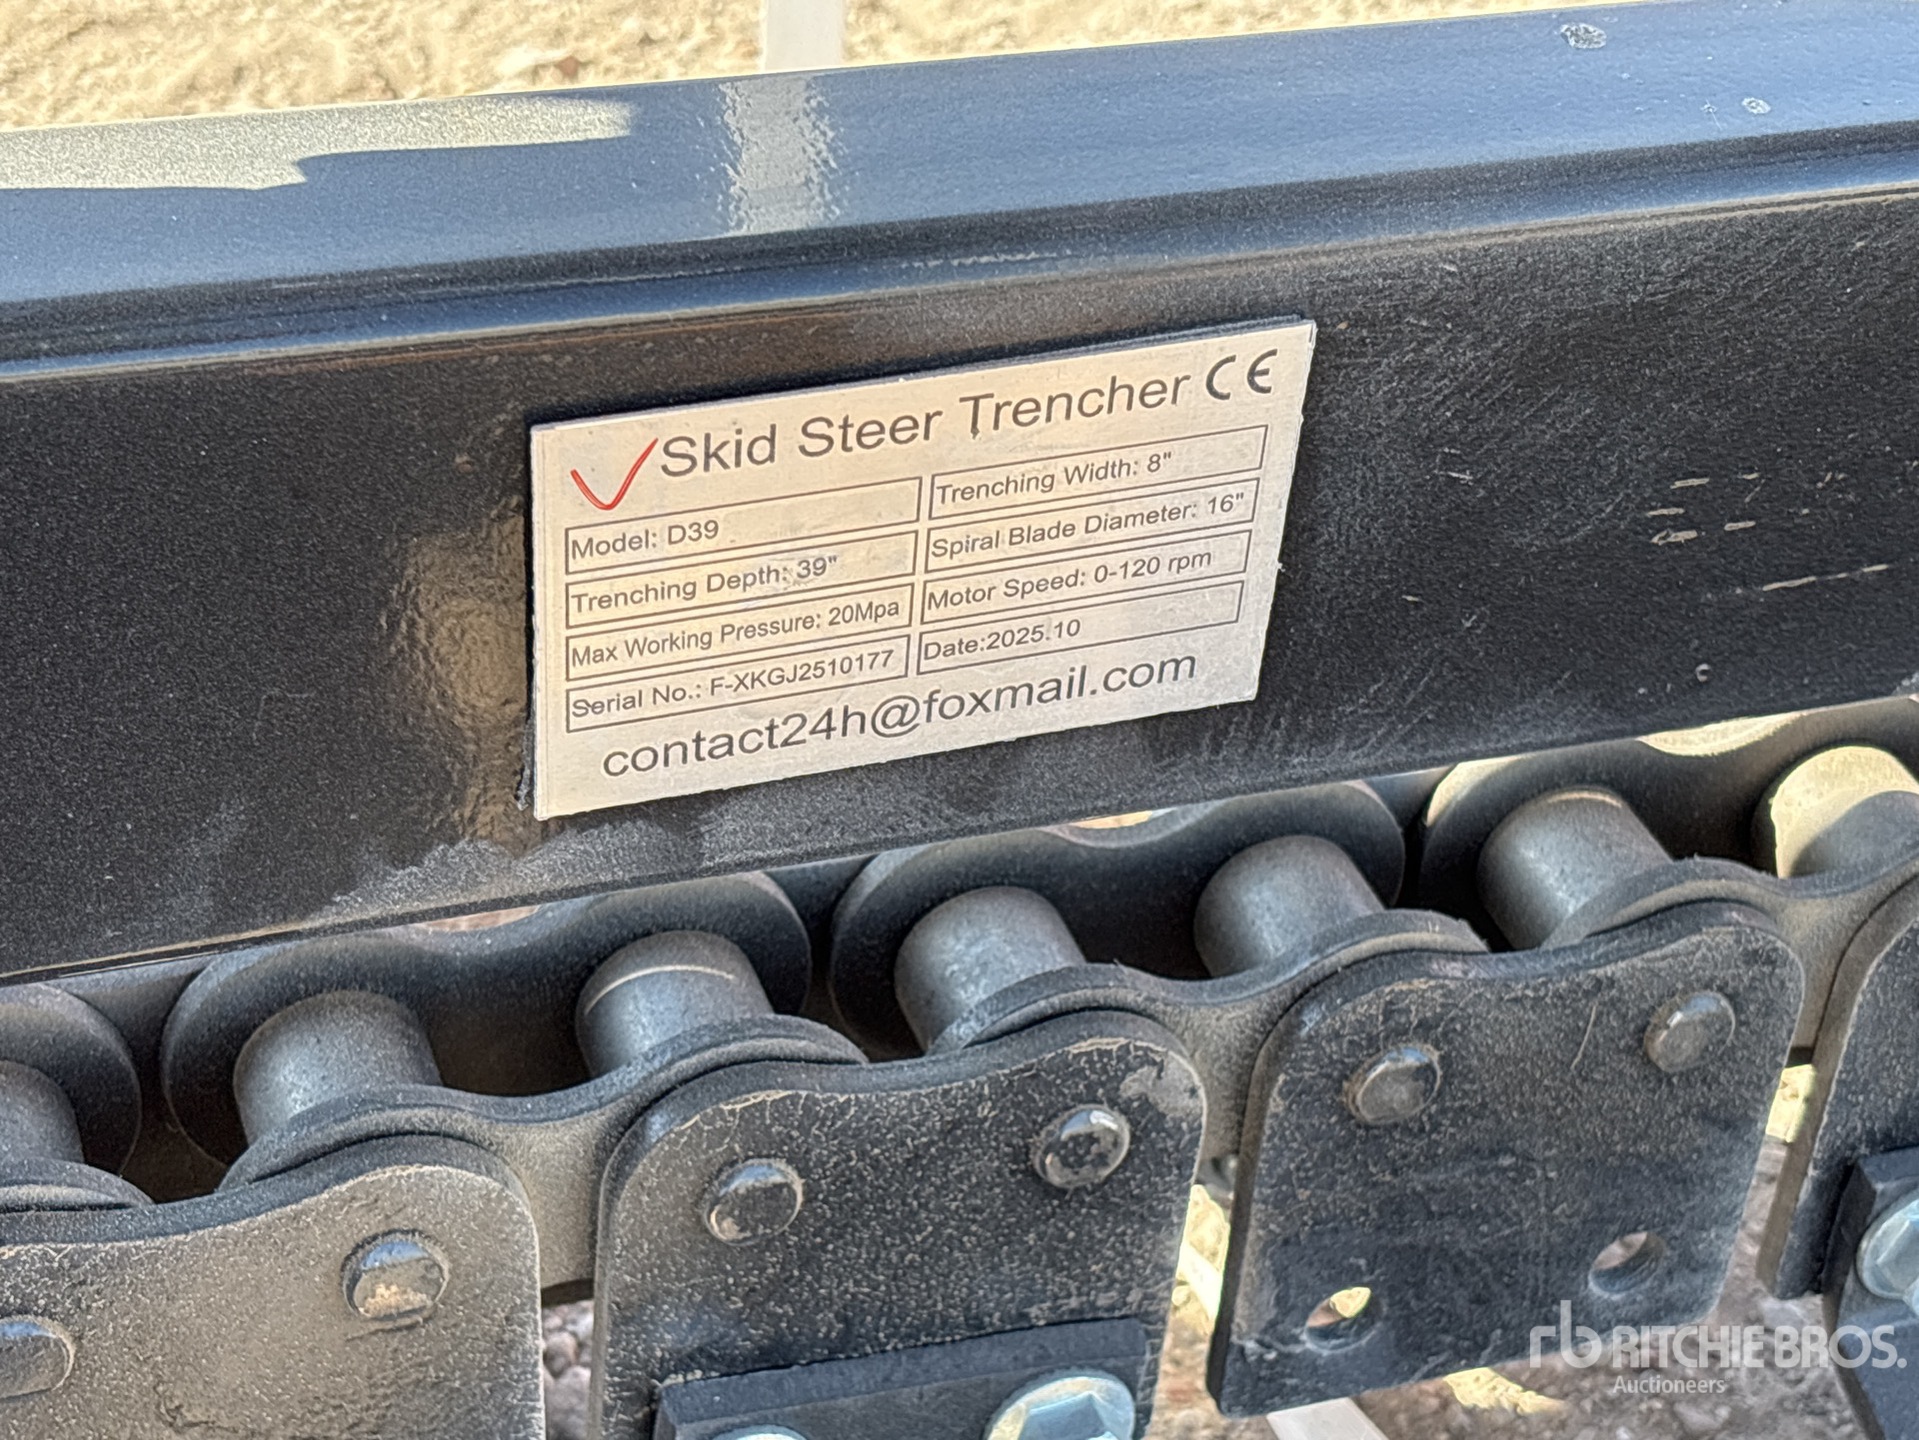 Skid Steer Trencher CE
Model: D39
Trenching Width: 8"
Trenching Depth: 39"
Spiral Blade Diameter: 16"
Max Working Pressure: 20Mpa
Motor Speed: 0-120 rpm
Serial No.: F-XKGJ2510177
Date:2025.10
contact24h@foxmail.com
rb RITCHIE BROS.
Auctioneers